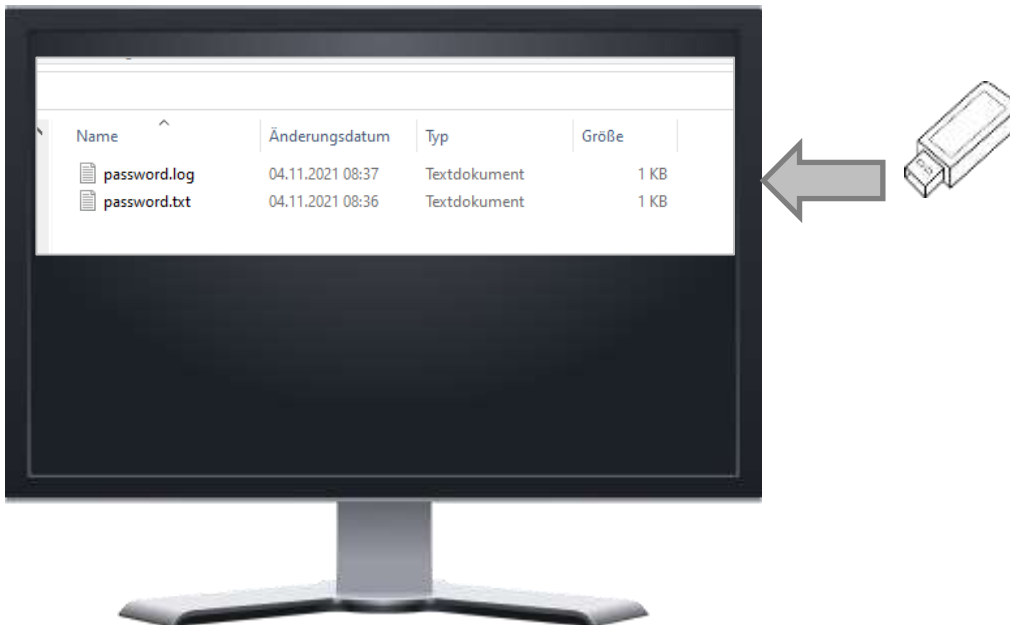 Name Änderungsdatum Typ Größe
password.log 04.11.2021 08:37 Textdokument 1 KB
password.txt 04.11.2021 08:36 Textdokument 1 KB